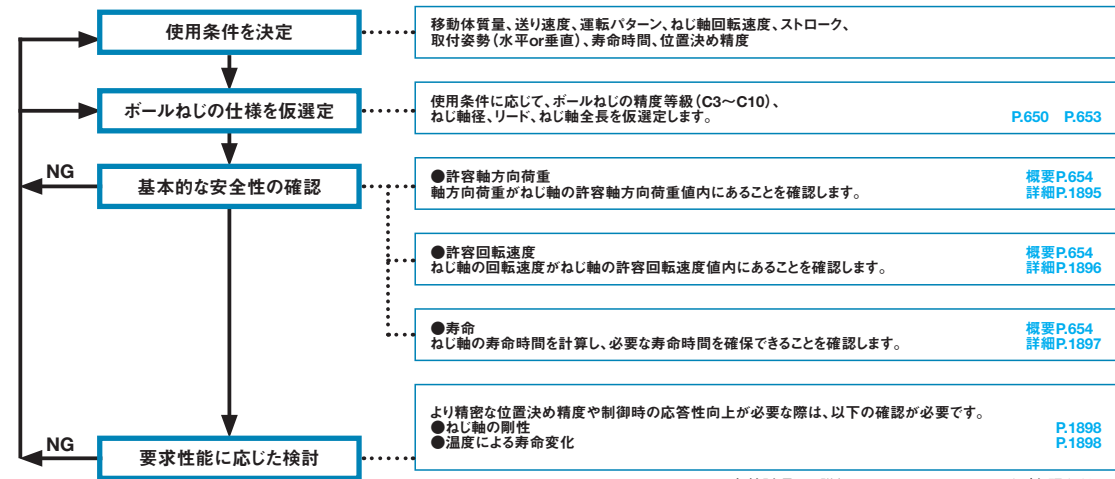 使用条件を決定
移動体質量、送り速度、運転パターン、ねじ軸回転速度、ストローク、
取付姿勢(水平or垂直)、寿命時間、位置決め精度
ボールねじの仕様を仮選定
使用条件に応じて、ボールねじの精度等級(C3〜C10)、
ねじ軸径、リード、ねじ軸全長を仮選定します。 P.650 P.653
NG
基本的な安全性の確認
●許容軸方向荷重 概要P.654
軸方向荷重がねじ軸の許容軸方向荷重値内にあることを確認します。 詳細P.1895
●許容回転速度 概要P.654
ねじ軸の回転速度がねじ軸の許容回転速度値内にあることを確認します。 詳細P.1896
●寿命 概要P.654
ねじ軸の寿命時間を計算し、必要な寿命時間を確保できることを確認します。 詳細P.1897
NG
要求性能に応じた検討
より精密な位置決め精度や制御時の応答性向上が必要な際は、以下の確認が必要です。
●ねじ軸の剛性 P.1898
●温度による寿命変化 P.1898